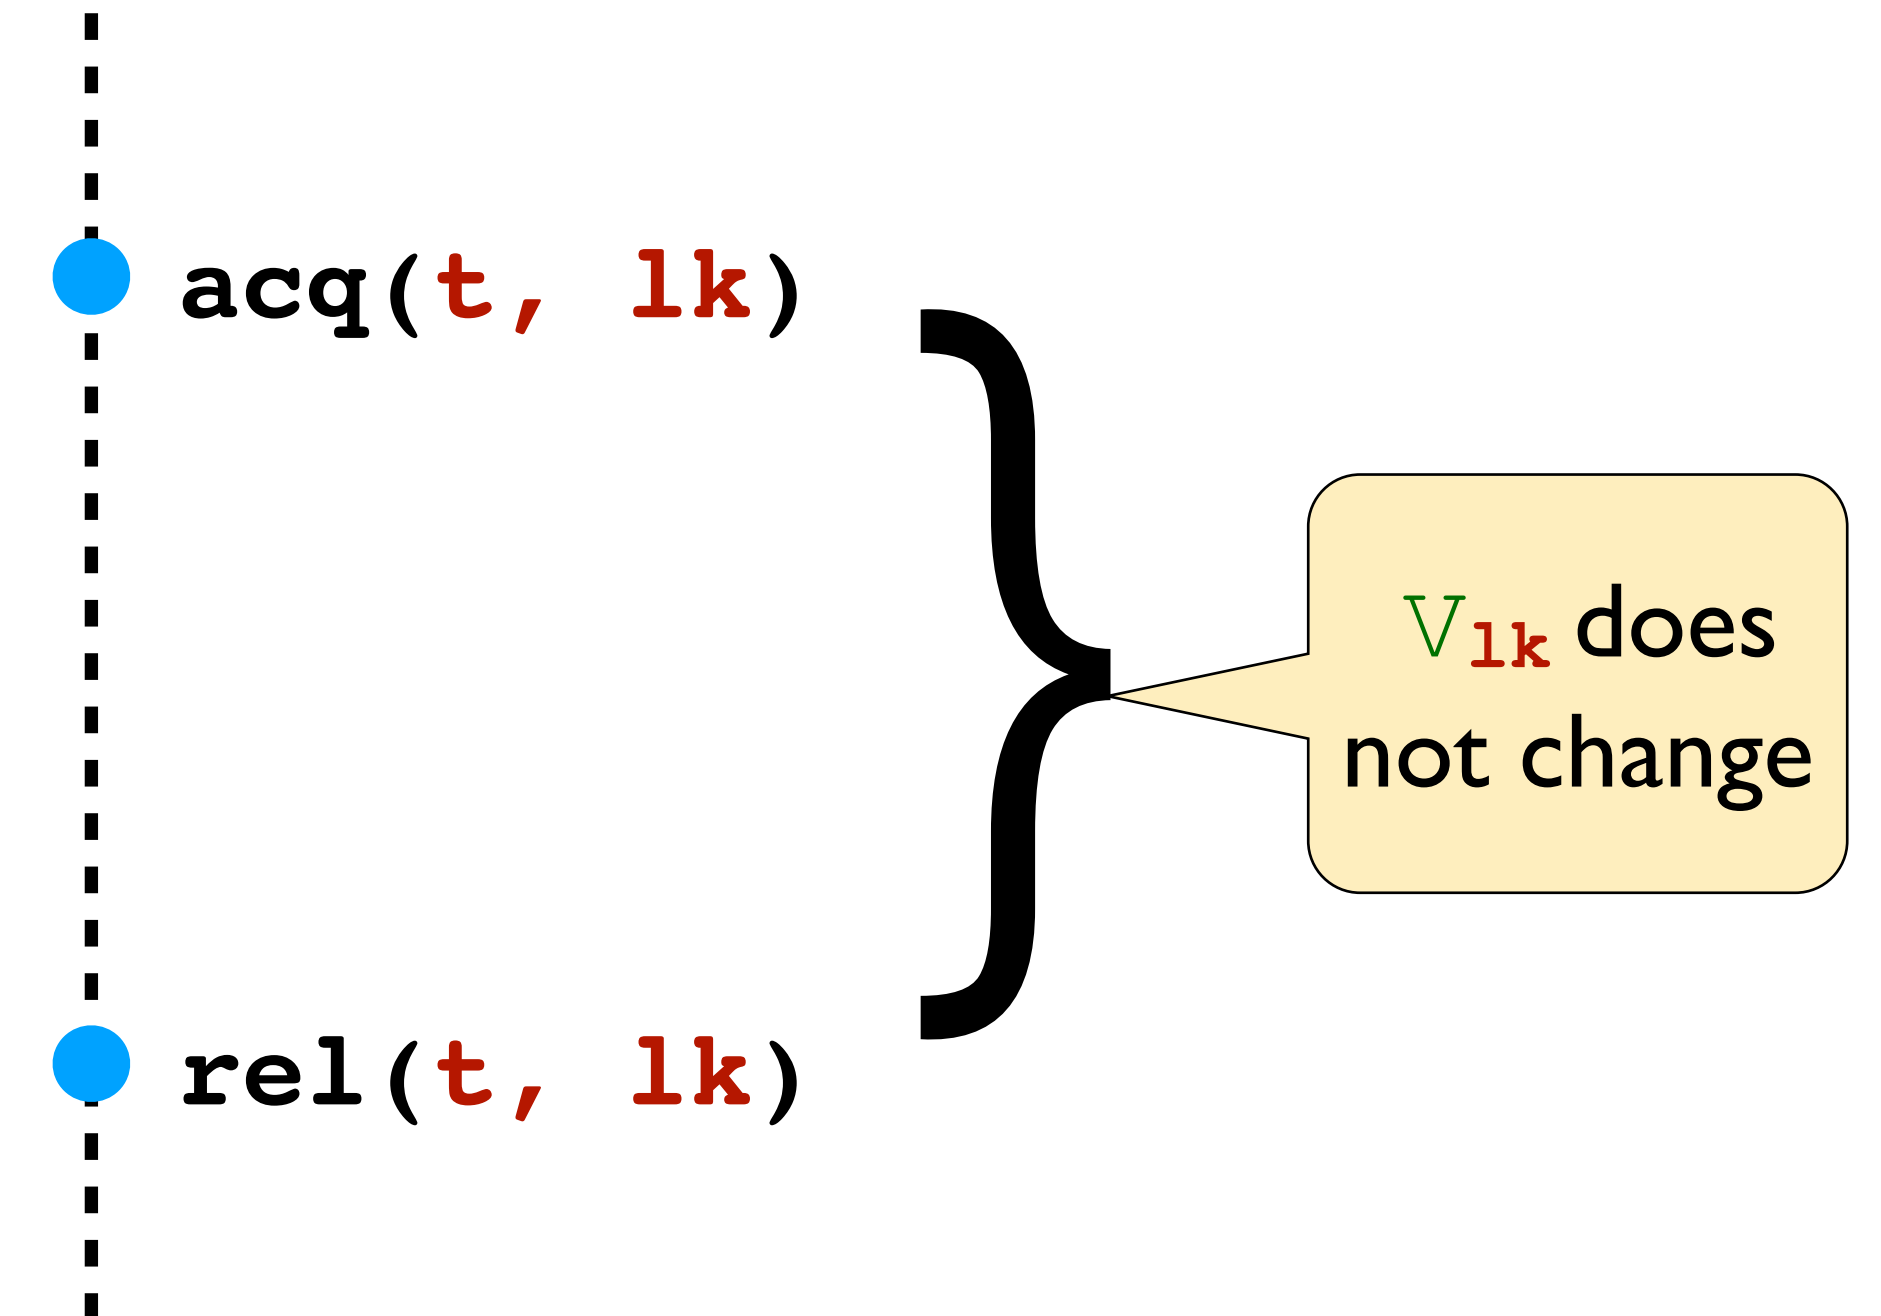 acq(t, lk)
𝕍lk does
not change
rel(t, lk)